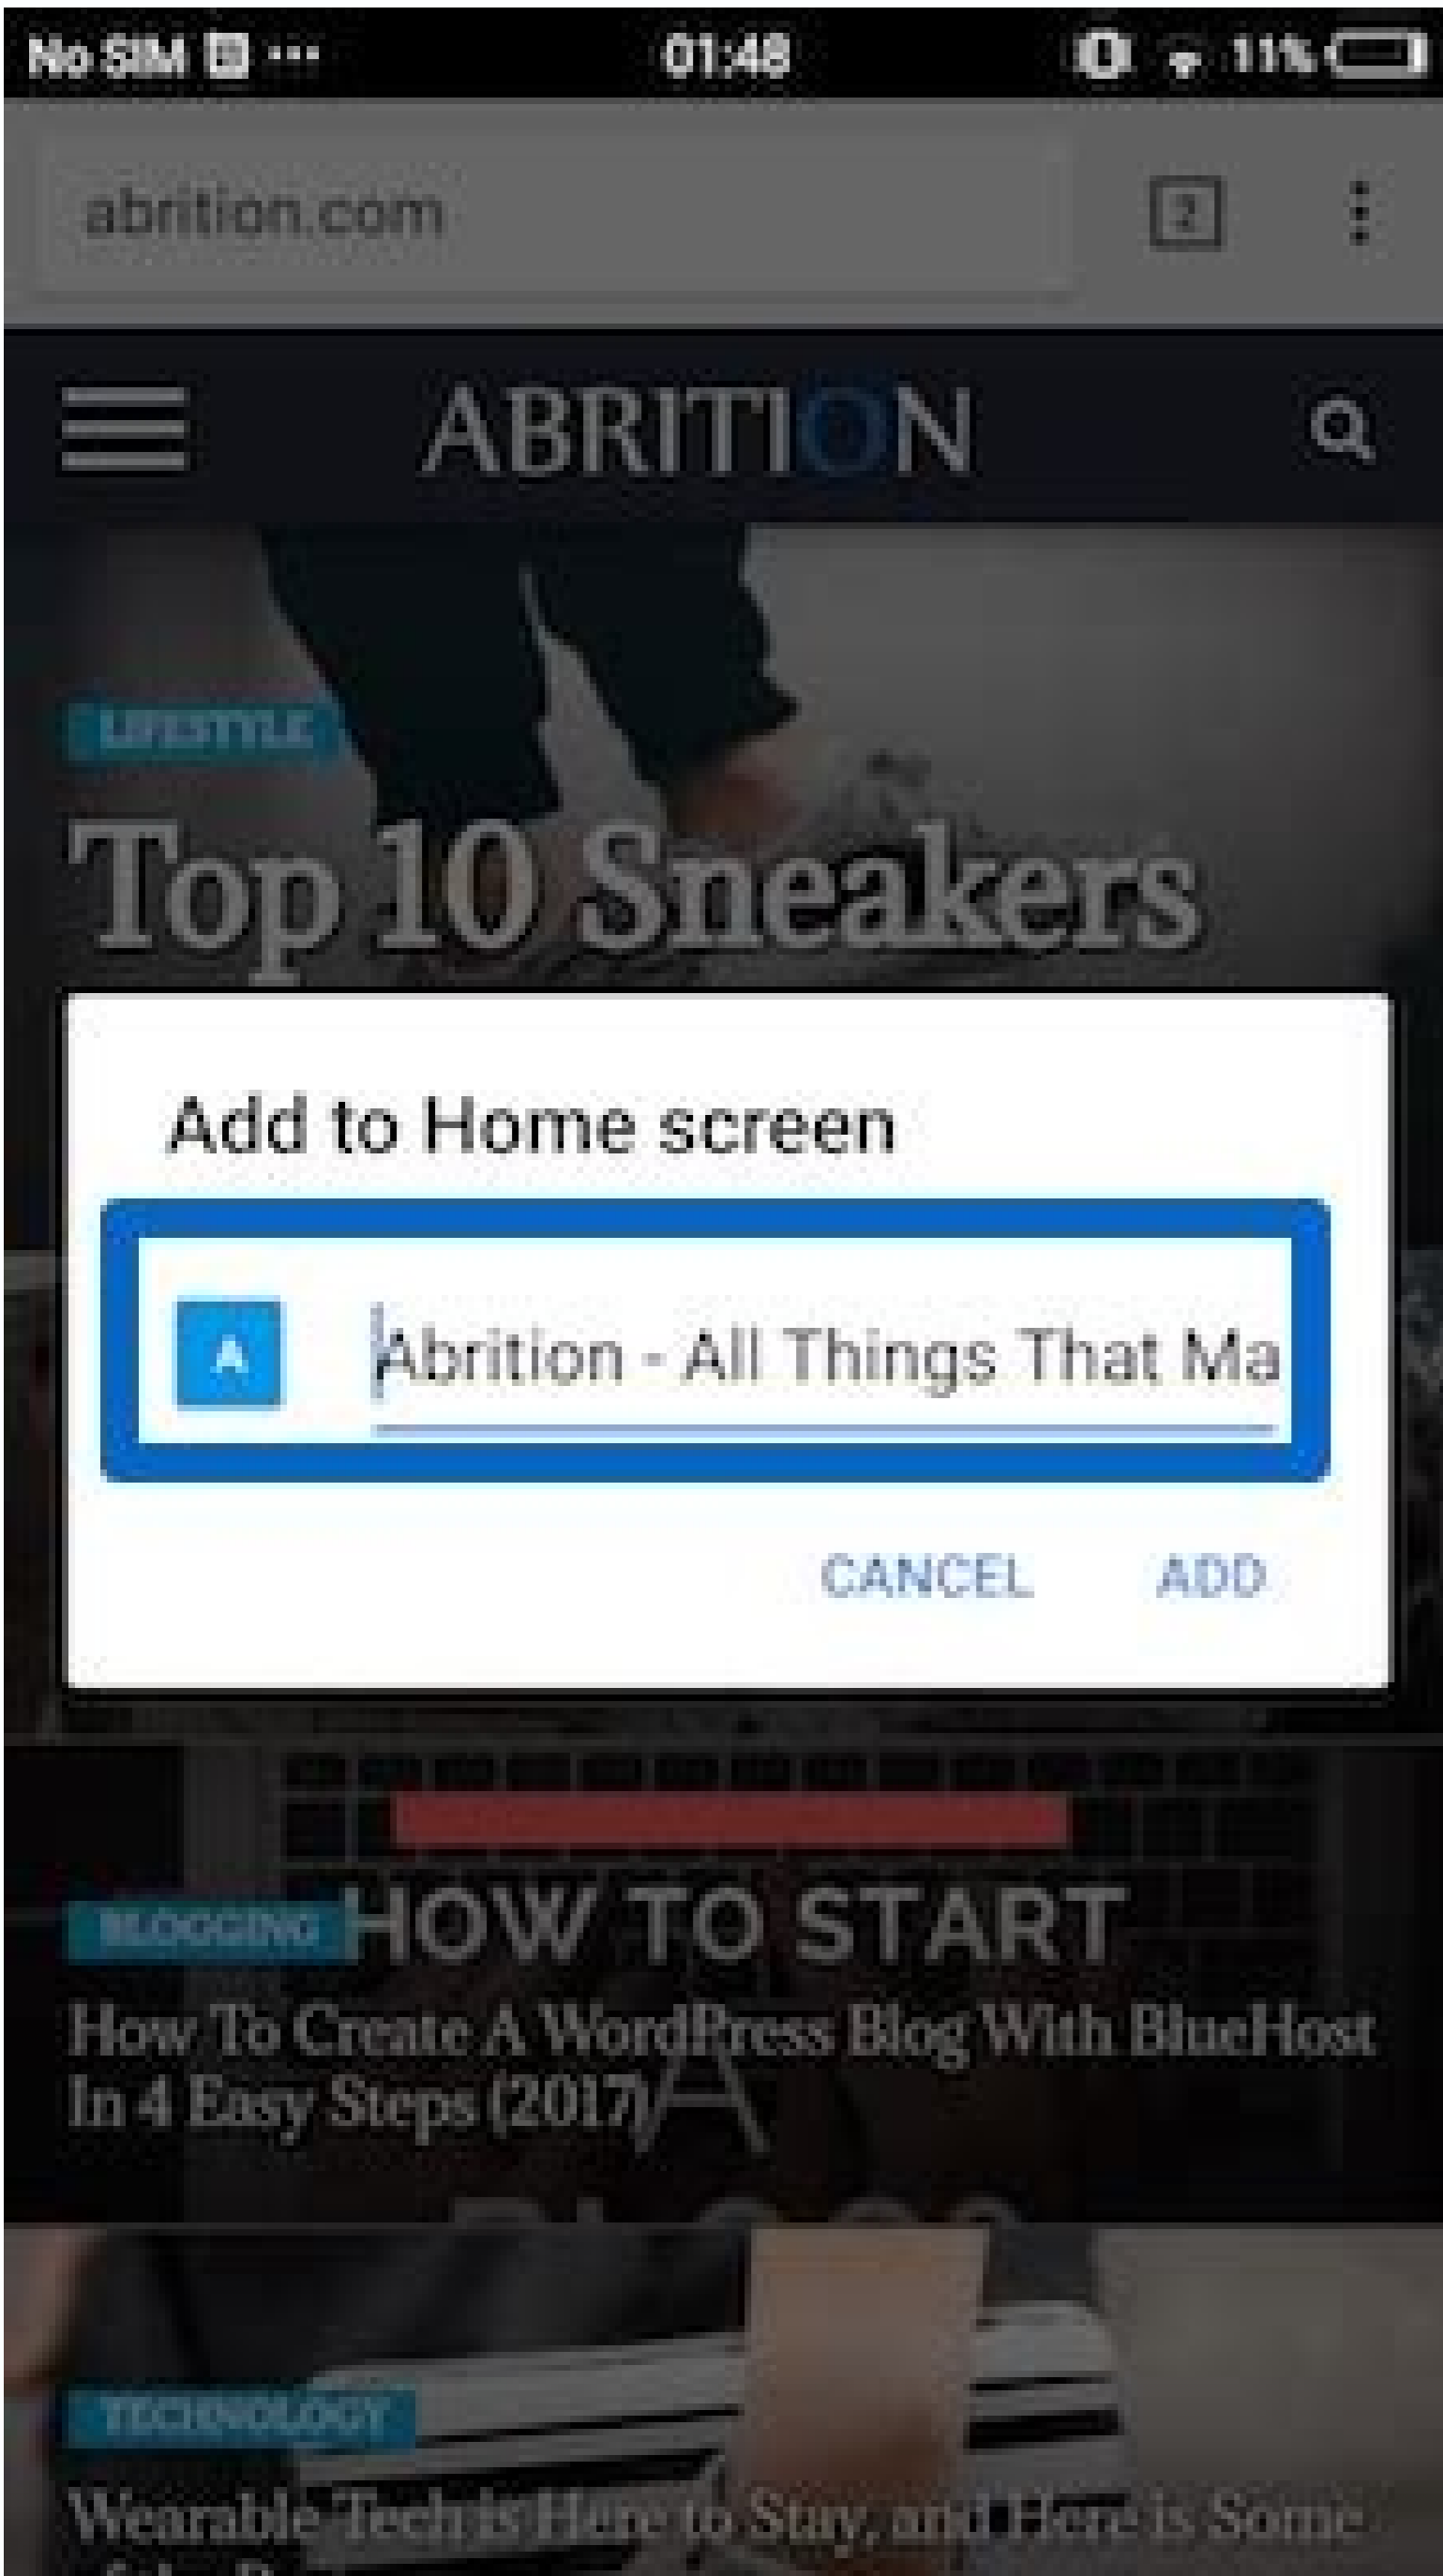 No SIM
01:48
11%
abrition.com
2
ABRITION
LIFESTYLE
Top 10 Sneakers
Add to Home screen
A
Abrition - All Things That Ma
CANCEL ADD
HOW TO START
BLOGGING
How To Create A WordPress Blog With BlueHost
In 4 Easy Steps (2017)
A
TECHNOLOGY
Wearable Tech is Here to Stay, and Here is Some